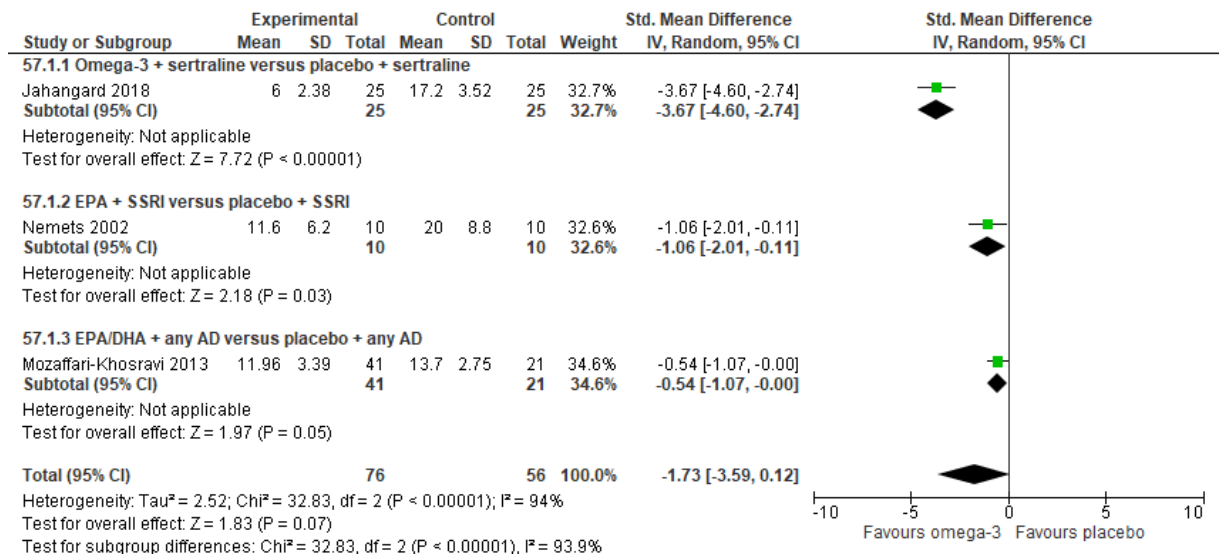 Experimental Control Std. Mean Difference Std. Mean Difference
Study or Subgroup Mean SD Total Mean SD Total Weight IV, Random, 95% CI IV, Random, 95% CI
57.1.1 Omega-3 + sertraline versus placebo + sertraline
Jahangard 2018 6 2.38 25 17.2 3.52 25 32.7% -3.67 [-4.60, -2.74]
Subtotal (95% CI) 25 25 32.7% -3.67 [-4.60, -2.74]
Heterogeneity: Not applicable
Test for overall effect: Z = 7.72 (P < 0.00001)
57.1.2 EPA + SSRI versus placebo + SSRI
Nemets 2002 11.6 6.2 10 20 8.8 10 32.6% -1.06 [-2.01, -0.11]
Subtotal (95% CI) 10 10 32.6% -1.06 [-2.01, -0.11]
Heterogeneity: Not applicable
Test for overall effect: Z = 2.18 (P = 0.03)
57.1.3 EPA/DHA + any AD versus placebo + any AD
Mozaffari-Khosravi 2013 11.96 3.39 41 13.7 2.75 21 34.6% -0.54 [-1.07, -0.00]
Subtotal (95% CI) 41 21 34.6% -0.54 [-1.07, -0.00]
Heterogeneity: Not applicable
Test for overall effect: Z = 1.97 (P = 0.05)
Total (95% CI) 76 56 100.0% -1.73 [-3.59, 0.12]
Heterogeneity: Tau² = 2.52; Chi² = 32.83, df = 2 (P < 0.00001); I² = 94%
Test for overall effect: Z = 1.83 (P = 0.07)
Test for subgroup differences: Chi² = 32.83, df = 2 (P < 0.00001), I² = 93.9%
-10 -5 0 5 10
Favours omega-3 Favours placebo